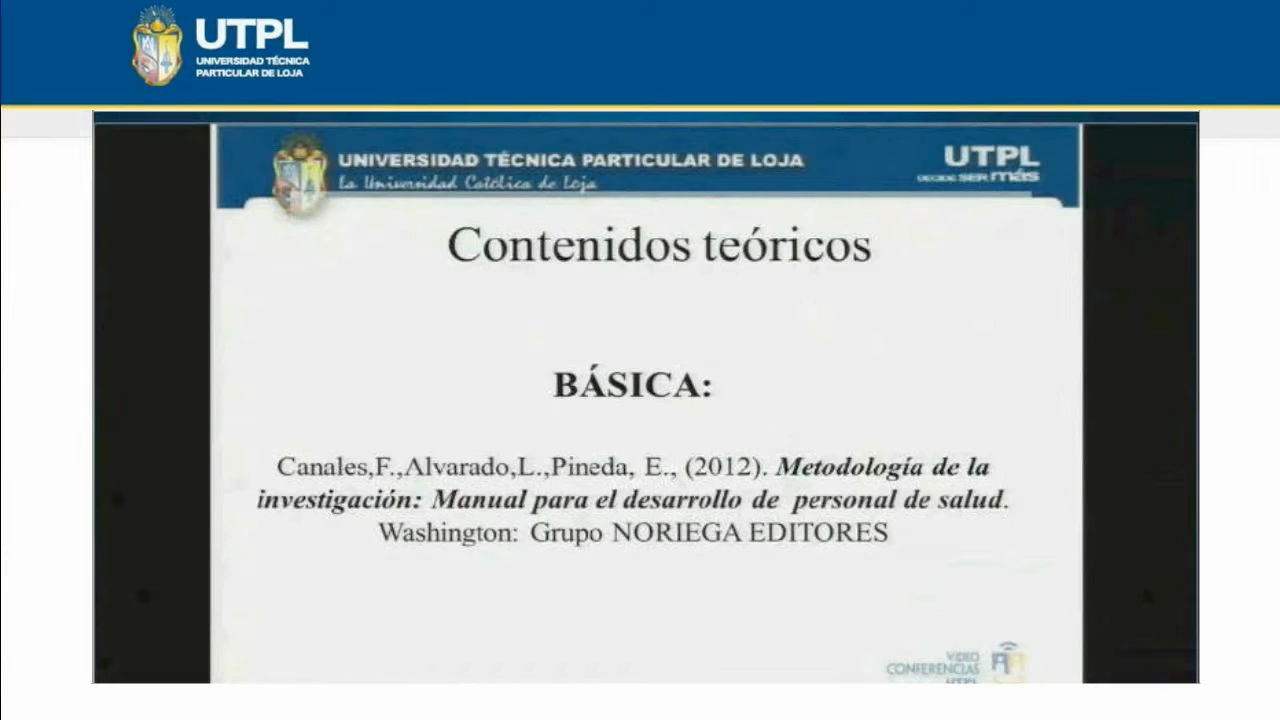 UTPL
UNIVERSIDAD TÉCNICA
PARTICULAR DE LOJA
UNIVERSIDAD TÉCNICA PARTICULAR DE LOJA
La Universidad Católica de Loja
UTPL
DECIDE SER más
Contenidos teóricos
BÁSICA:
Canales,F.,Alvarado,L.,Pineda, E., (2012). Metodología de la
investigación: Manual para el desarrollo de personal de salud.
Washington: Grupo NORIEGA EDITORES
VIDEO
CONFERENCIAS
UTPL